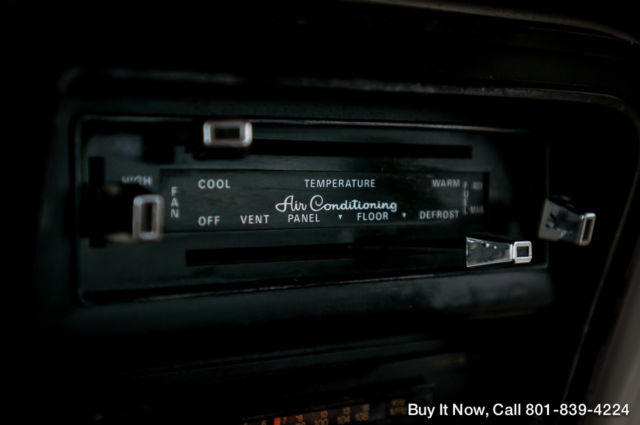 HIGH
FAN
COOL TEMPERATURE WARM
Air Conditioning
OFF VENT PANEL ▼ FLOOR ▼ DEFROST
Buy It Now, Call 801-839-4224